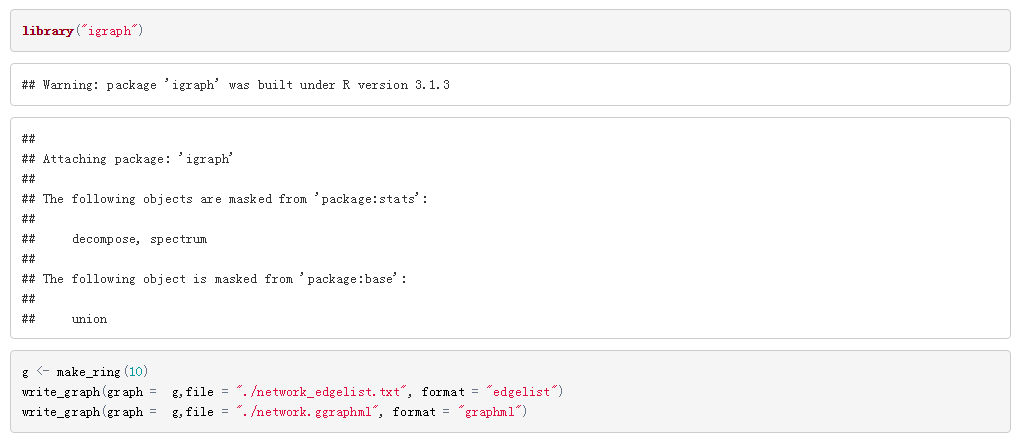 library("igraph")
## Warning: package 'igraph' was built under R version 3.1.3
##
## Attaching package: 'igraph'
##
## The following objects are masked from 'package:stats':
##
##     decompose, spectrum
##
## The following object is masked from 'package:base':
##
##     union
g <- make_ring(10)
write_graph(graph =  g,file = "./network_edgelist.txt", format = "edgelist")
write_graph(graph =  g,file = "./network.ggraphml", format = "graphml")